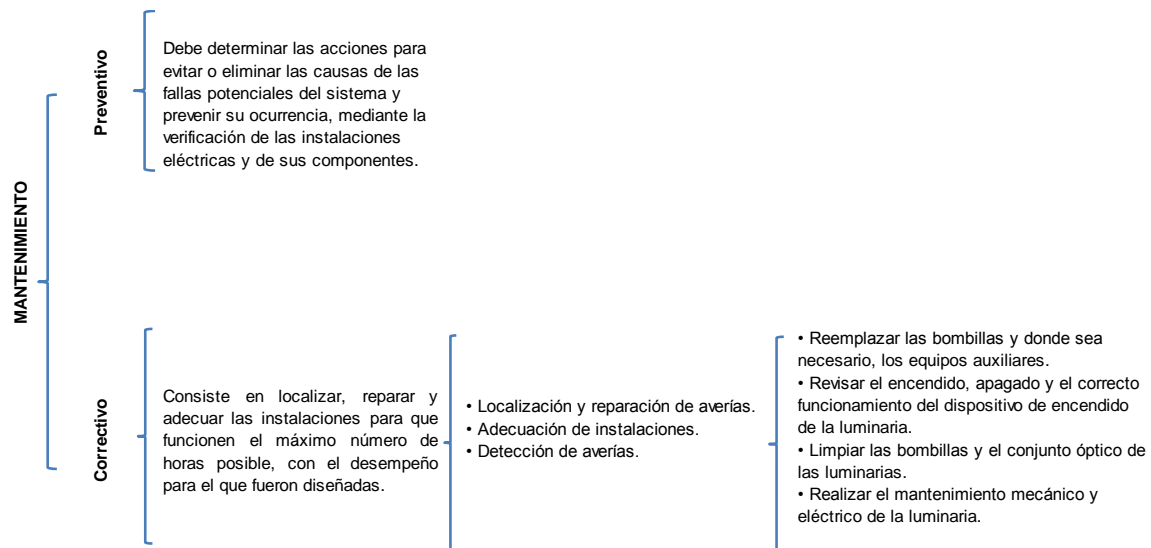 MANTENIMIENTO
Preventivo
Debe determinar las acciones para
evitar o eliminar las causas de las
fallas potenciales del sistema y
prevenir su ocurrencia, mediante la
verificación de las instalaciones
eléctricas y de sus componentes.
Correctivo
Consiste en localizar, reparar y
adecuar las instalaciones para que
funcionen el máximo número de
horas posible, con el desempeño
para el que fueron diseñadas.
• Localización y reparación de averías.
• Adecuación de instalaciones.
• Detección de averías.
• Reemplazar las bombillas y donde sea
necesario, los equipos auxiliares.
• Revisar el encendido, apagado y el correcto
funcionamiento del dispositivo de encendido
de la luminaria.
• Limpiar las bombillas y el conjunto óptico de
las luminarias.
• Realizar el mantenimiento mecánico y
eléctrico de la luminaria.